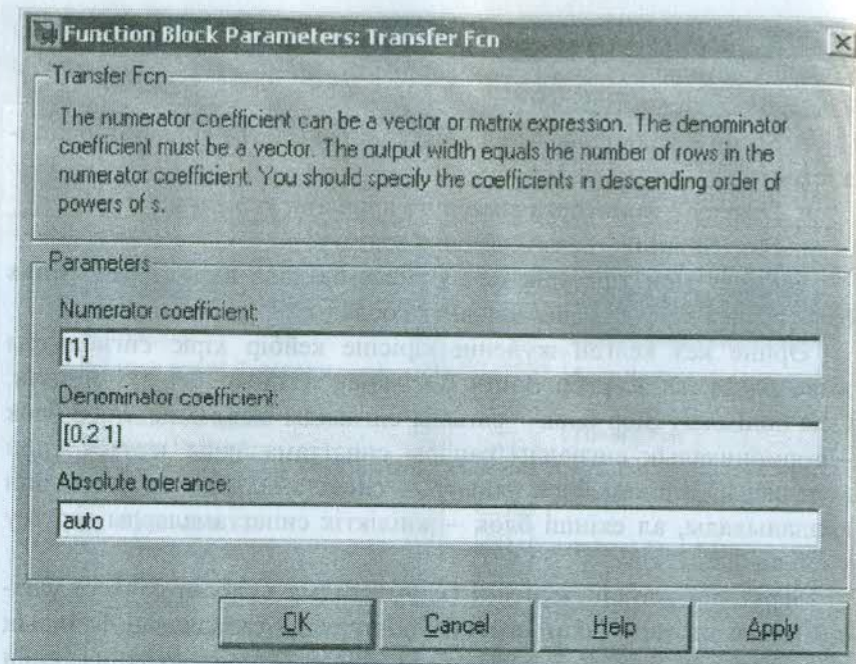 Function Block Parameters: Transfer Fcn
Transfer Fcn
The numerator coefficient can be a vector or matrix expression. The denominator
coefficient must be a vector. The output width equals the number of rows in the
numerator coefficient. You should specify the coefficients in descending order of
powers of s.
Parameters
Numerator coefficient:
[1]
Denominator coefficient:
[0.2 1]
Absolute tolerance:
auto
OK
Cancel
Help
Apply